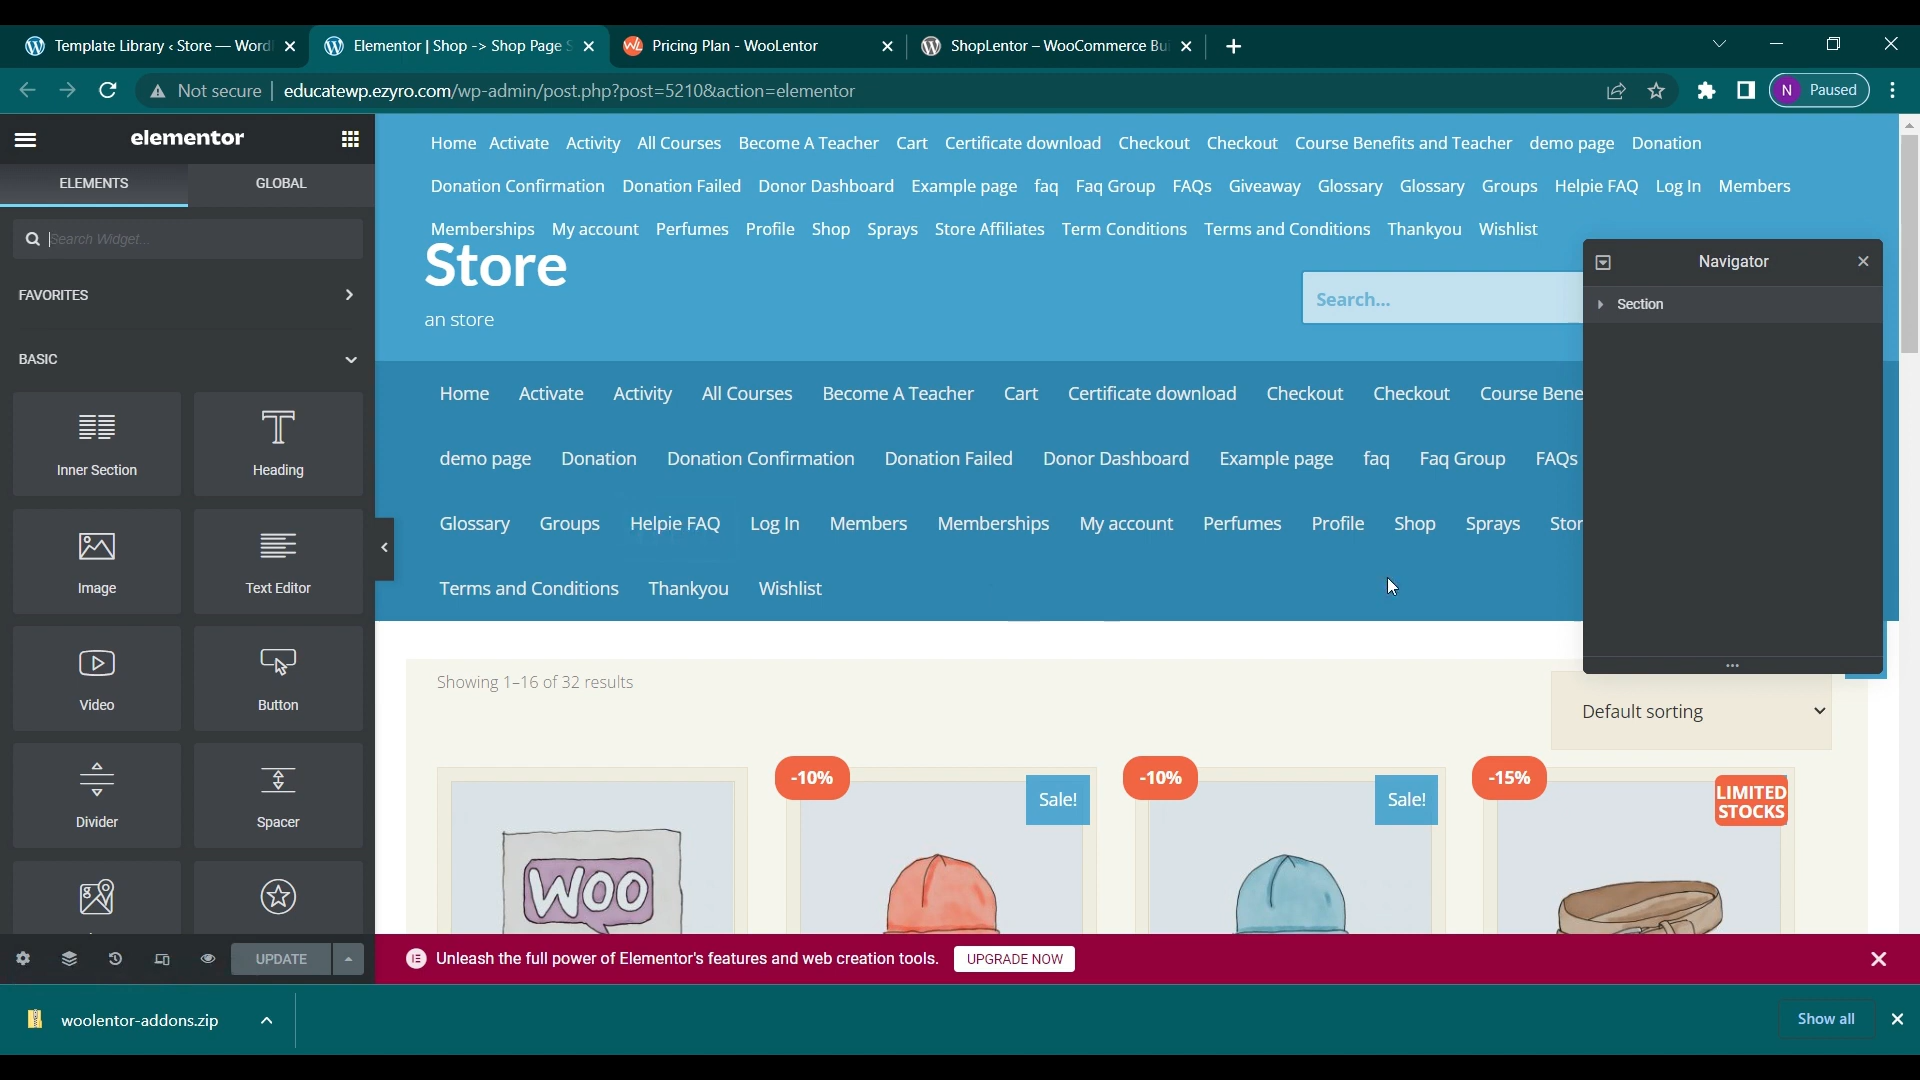 Template Library ‹ Store — Word
Elementor | Shop -> Shop Page S
Pricing Plan - WooLentor
ShopLentor – WooCommerce Bui
Not secure
educatewp.ezyro.com/wp-admin/post.php?post=5210&action=elementor
N Paused
elementor
ELEMENTS
GLOBAL
Search Widget...
FAVORITES
BASIC
Inner Section
Heading
Image
Text Editor
Video
Button
Divider
Spacer
UPDATE
Home Activate Activity All Courses Become A Teacher Cart Certificate download Checkout Checkout Course Benefits and Teacher demo page Donation
Donation Confirmation Donation Failed Donor Dashboard Example page faq Faq Group FAQs Giveaway Glossary Glossary Groups Helpie FAQ Log In Members
Memberships My account Perfumes Profile Shop Sprays Store Affiliates Term Conditions Terms and Conditions Thankyou Wishlist
Store
an store
Search...
Navigator
Section
Home Activate Activity All Courses Become A Teacher Cart Certificate download Checkout Checkout Course Bene
demo page Donation Donation Confirmation Donation Failed Donor Dashboard Example page faq Faq Group FAQs
Glossary Groups Helpie FAQ Log In Members Memberships My account Perfumes Profile Shop Sprays Stor
Terms and Conditions Thankyou Wishlist
Showing 1–16 of 32 results
Default sorting
-10%
Sale!
-10%
Sale!
-15%
LIMITED
STOCKS
WOO
Unleash the full power of Elementor's features and web creation tools.
UPGRADE NOW
woolentor-addons.zip
Show all